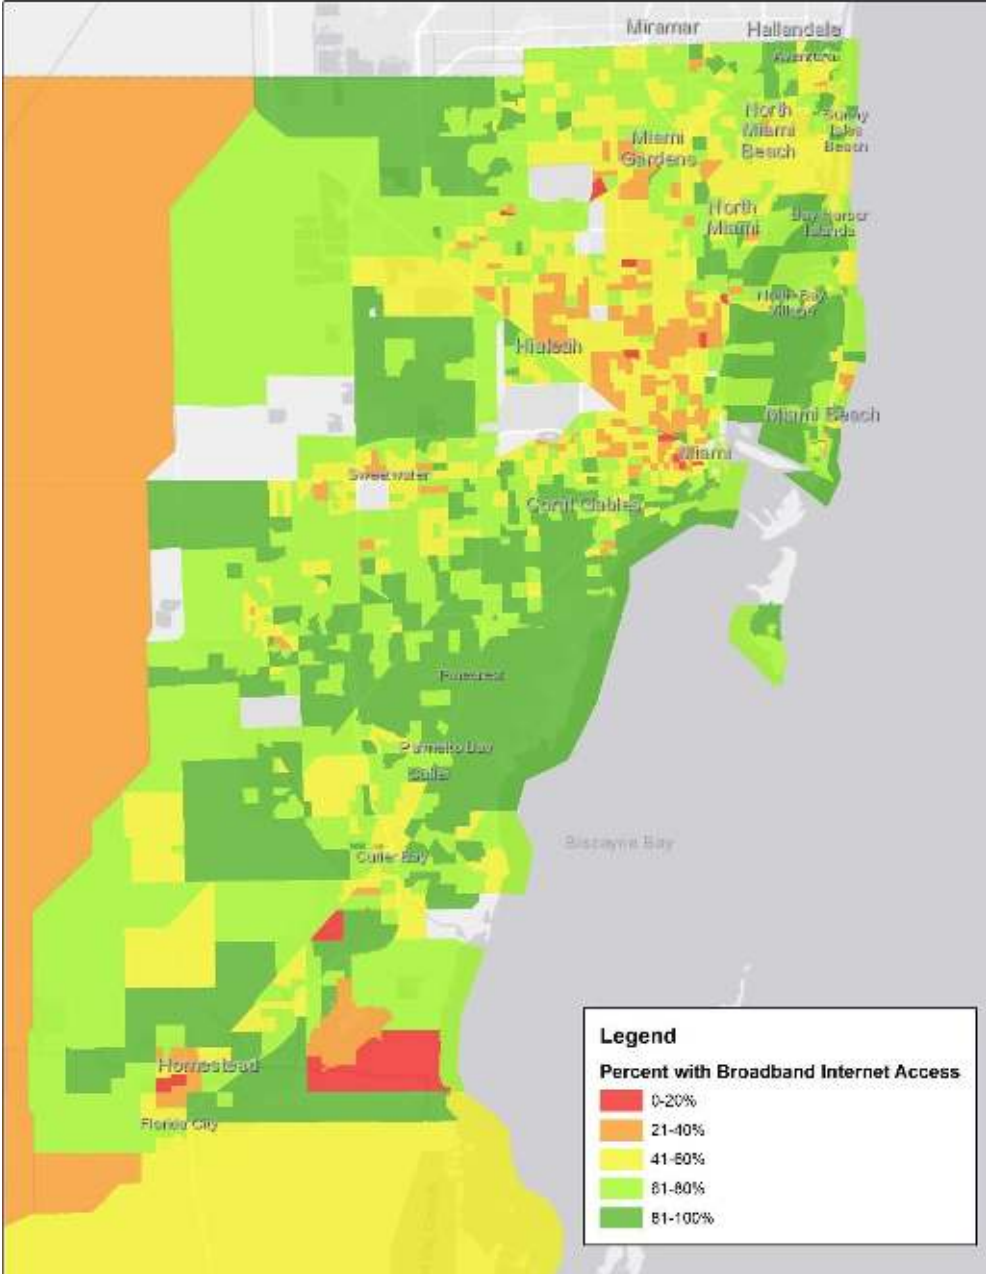 Miramar
Hallandale
Aventura
North
Miami
Beach
Sunny
Isles
Beach
Miami
Gardens
North
Miami
Bay Harbor
Islands
North Bay
Village
Hialeah
Miami Beach
Miami
Sweetwater
Coral Gables
Pinecrest
Palmetto Bay
Cutler
Biscayne Bay
Cutler Bay
Homestead
Florida City
Legend
Percent with Broadband Internet Access
0-20%
21-40%
41-60%
61-80%
81-100%